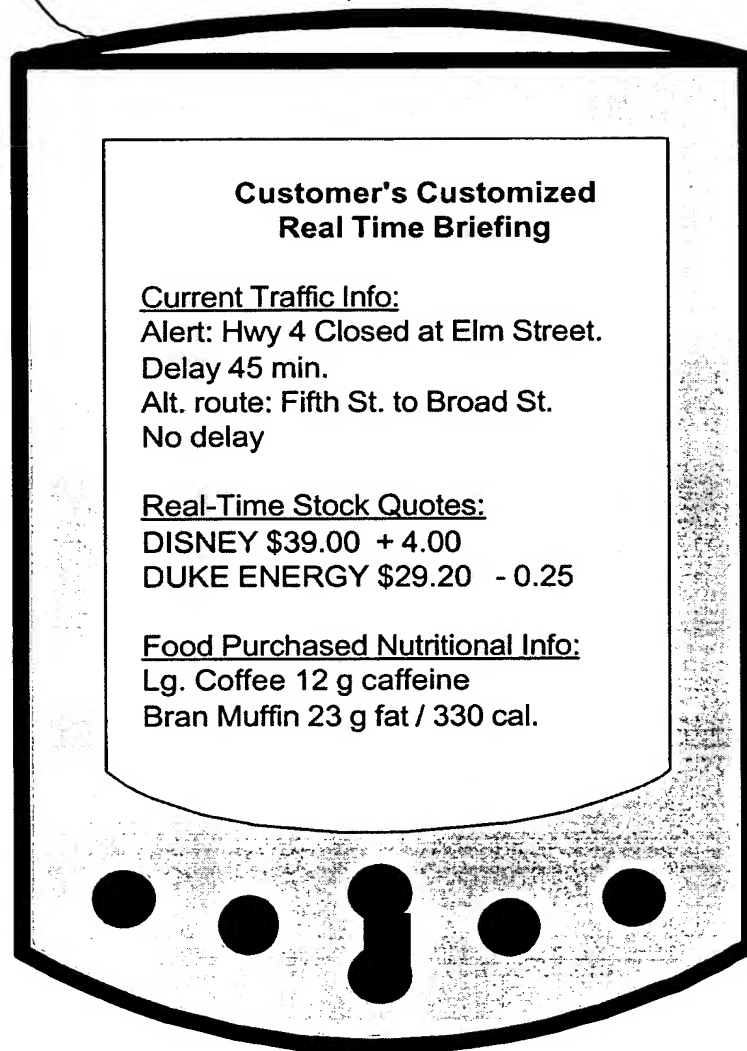 Customer's Customized
Real Time Briefing
Current Traffic Info:
Alert: Hwy 4 Closed at Elm Street.
Delay 45 min.
Alt. route: Fifth St. to Broad St.
No delay
Real-Time Stock Quotes:
DISNEY $39.00 + 4.00
DUKE ENERGY $29.20 - 0.25
Food Purchased Nutritional Info:
Lg. Coffee 12 g caffeine
Bran Muffin 23 g fat / 330 cal.